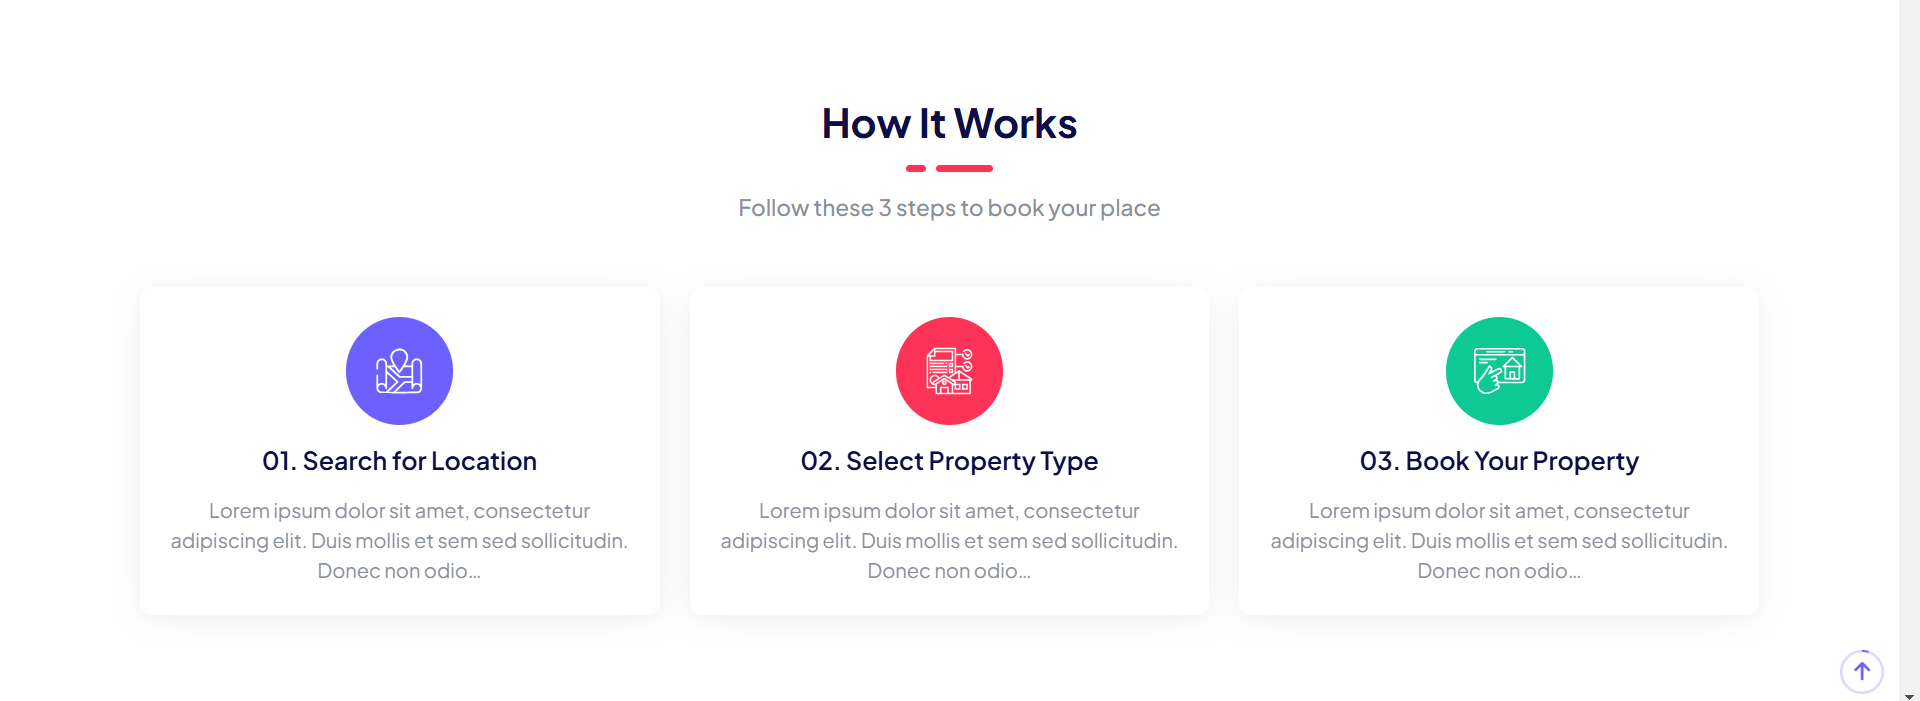 How It Works
Follow these 3 steps to book your place
01. Search for Location
Lorem ipsum dolor sit amet, consectetur
adipiscing elit. Duis mollis et sem sed sollicitudin.
Donec non odio…
02. Select Property Type
Lorem ipsum dolor sit amet, consectetur
adipiscing elit. Duis mollis et sem sed sollicitudin.
Donec non odio…
03. Book Your Property
Lorem ipsum dolor sit amet, consectetur
adipiscing elit. Duis mollis et sem sed sollicitudin.
Donec non odio…